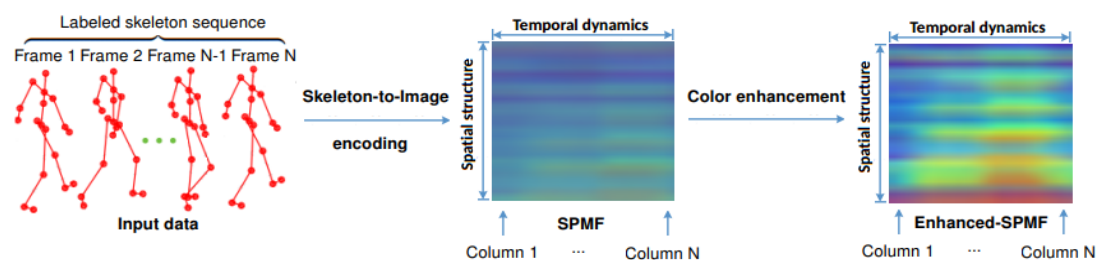 Labeled skeleton sequence
Frame 1 Frame 2 Frame N-1 Frame N
Input data
Skeleton-to-Image
encoding
Temporal dynamics
Spatial structure
SPMF
Column 1 ... Column N
Color enhancement
Temporal dynamics
Spatial structure
Enhanced-SPMF
Column 1 ... Column N